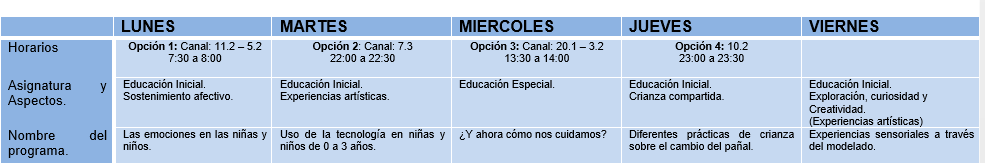 LUNES MARTES MIERCOLES JUEVES VIERNES
Horarios
Opción 1: Canal: 11.2 – 5.2
7:30 a 8:00
Opción 2: Canal: 7.3
22:00 a 22:30
Opción 3: Canal: 20.1 – 3.2
13:30 a 14:00
Opción 4: 10.2
23:00 a 23:30
Asignatura y
Aspectos.
Educación Inicial.
Sostenimiento afectivo.
Educación Inicial.
Experiencias artísticas.
Educación Especial.
Educación Inicial.
Crianza compartida.
Educación Inicial.
Exploración, curiosidad y
Creatividad.
(Experiencias artísticas)
Nombre del
programa.
Las emociones en las niñas y
niños.
Uso de la tecnología en niñas y
niños de 0 a 3 años.
¿Y ahora cómo nos cuidamos?
Diferentes prácticas de crianza
sobre el cambio del pañal.
Experiencias sensoriales a través
del modelado.